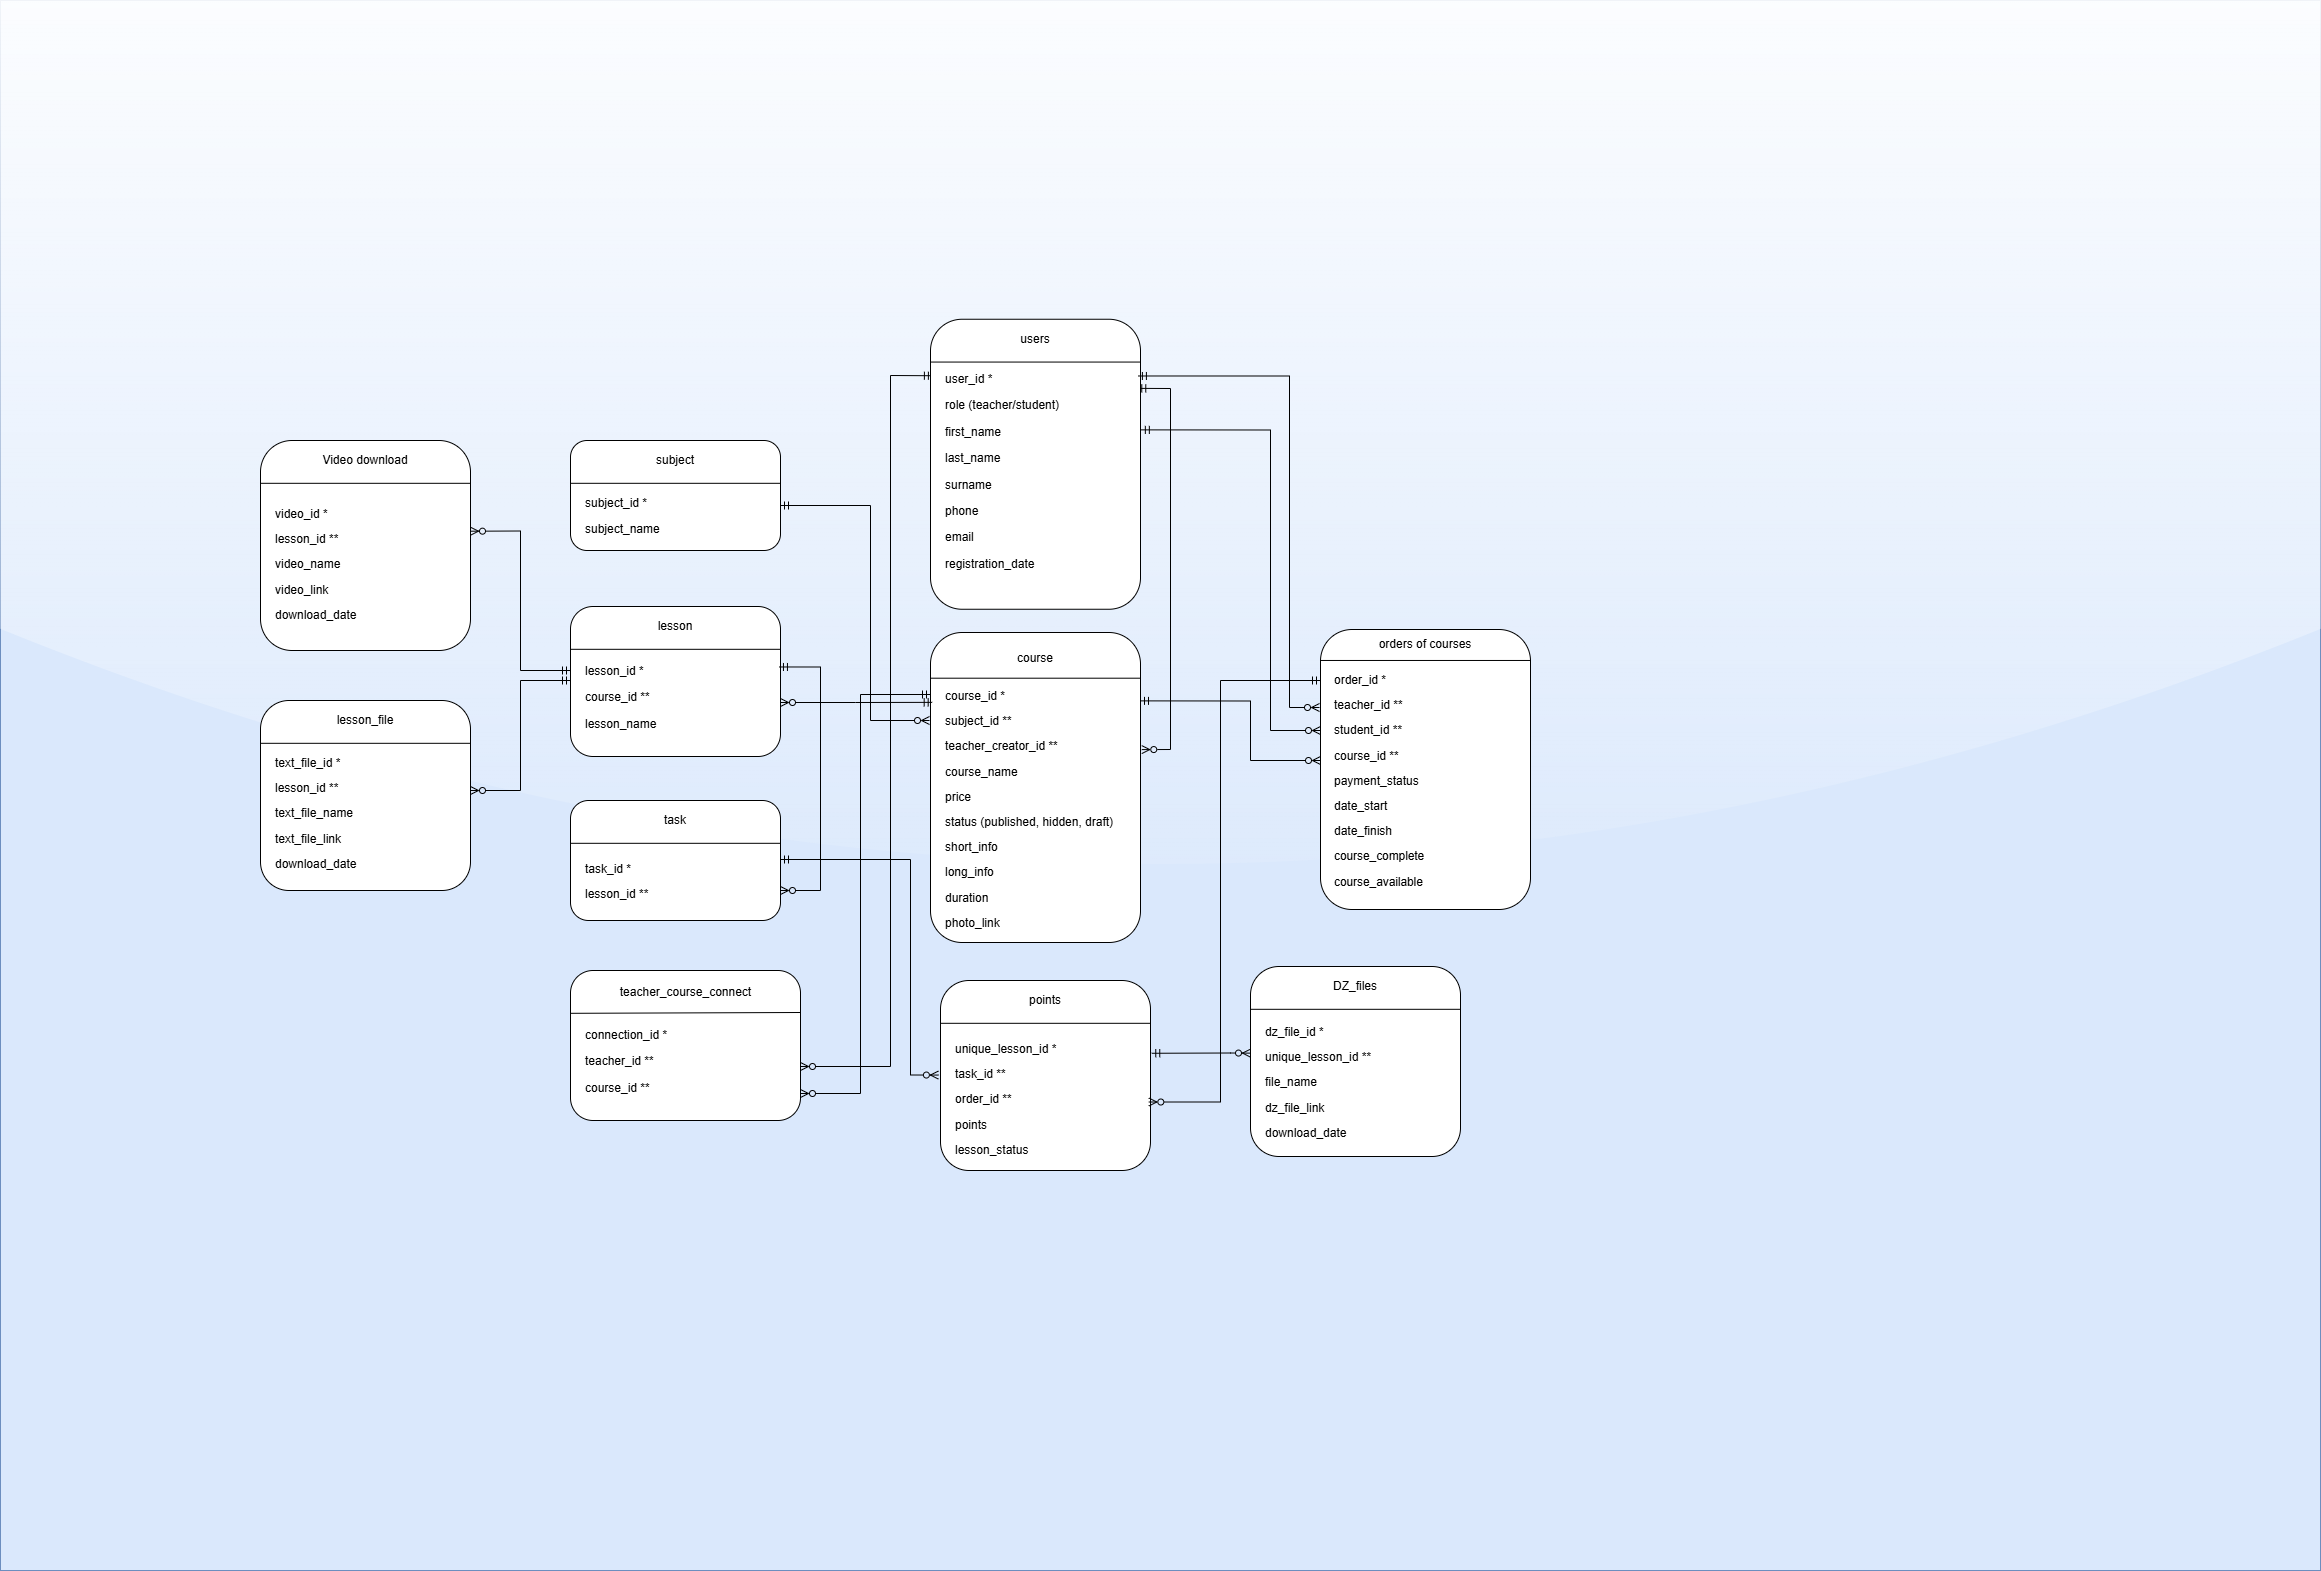 users
user_id *
role (teacher/student)
first_name
last_name
surname
phone
email
registration_date
Video download
video_id *
lesson_id **
video_name
video_link
download_date
subject
subject_id *
subject_name
lesson
lesson_id *
course_id **
lesson_name
course
course_id *
subject_id **
teacher_creator_id **
course_name
price
status (published, hidden, draft)
short_info
long_info
duration
photo_link
orders of courses
order_id *
teacher_id **
student_id **
course_id **
payment_status
date_start
date_finish
course_complete
course_available
lesson_file
text_file_id *
lesson_id **
text_file_name
text_file_link
download_date
task
task_id *
lesson_id **
teacher_course_connect
connection_id *
teacher_id **
course_id **
points
unique_lesson_id *
task_id **
order_id **
points
lesson_status
DZ_files
dz_file_id *
unique_lesson_id **
file_name
dz_file_link
download_date